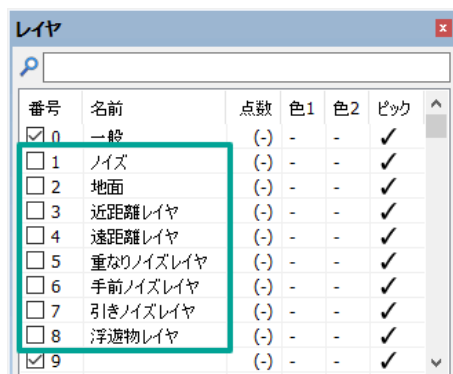 レイヤ
番号 名前 点数 色1 色2 ピック
0 一般 (-) - - ✓
1 ノイズ (-) - - ✓
2 地面 (-) - - ✓
3 近距離レイヤ (-) - - ✓
4 遠距離レイヤ (-) - - ✓
5 重なりノイズレイヤ (-) - - ✓
6 手前ノイズレイヤ (-) - - ✓
7 引きノイズレイヤ (-) - - ✓
8 浮遊物レイヤ (-) - - ✓
9 (-) - - ✓